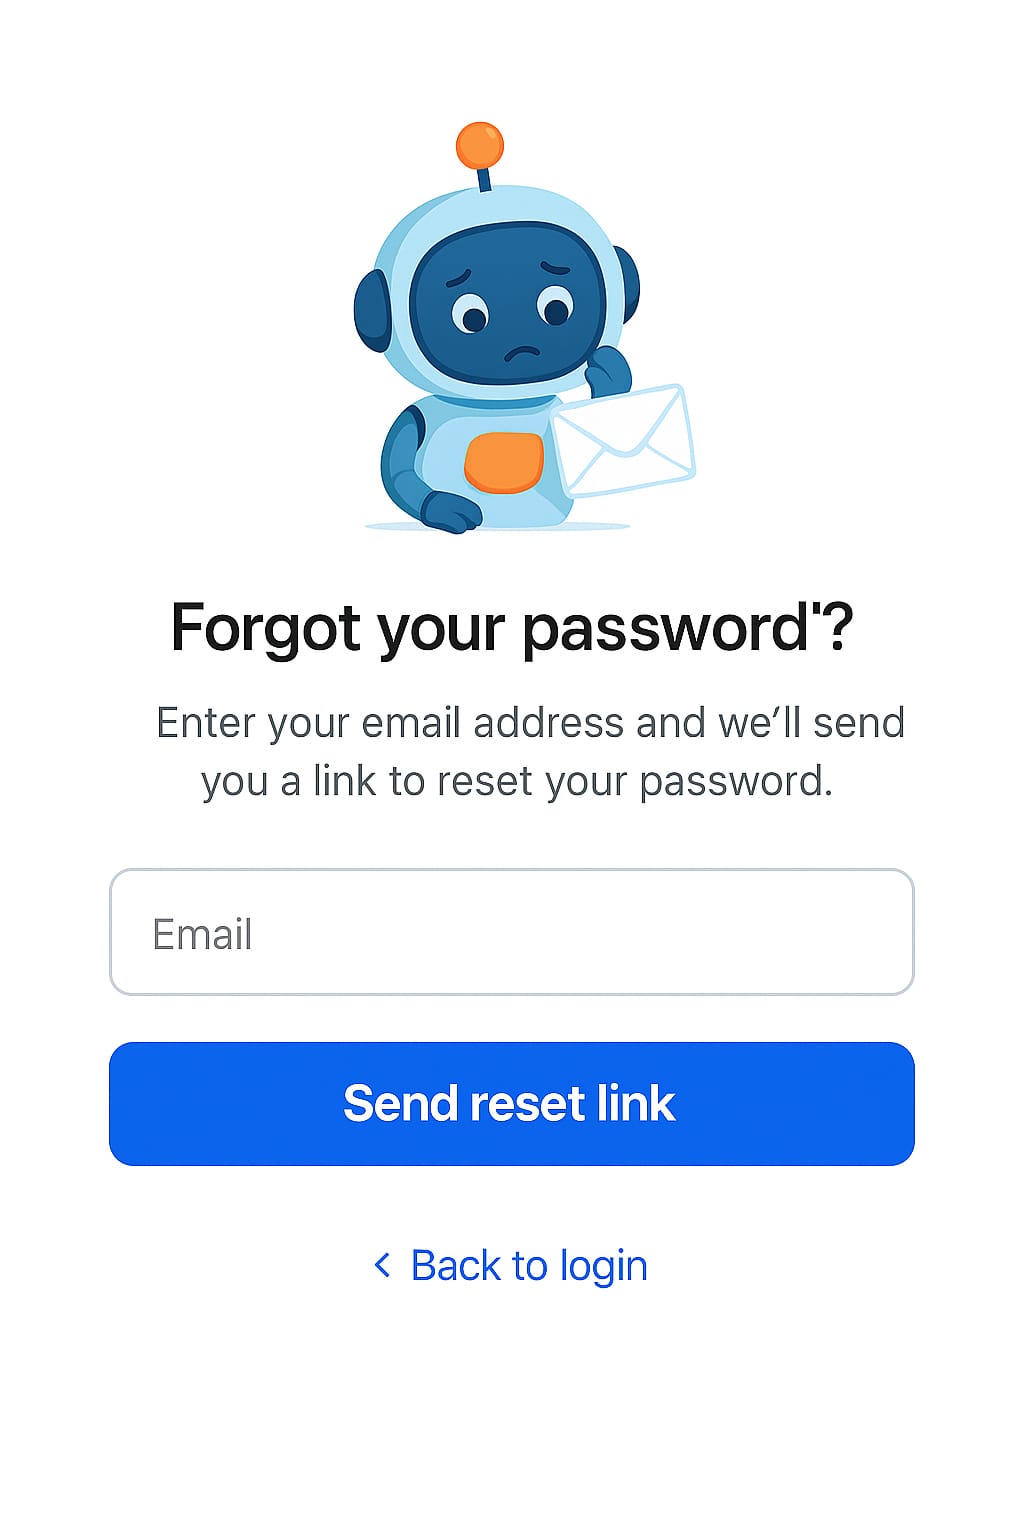 Forgot your password'?
Enter your email address and we’ll send
you a link to reset your password.
Email
Send reset link
< Back to login